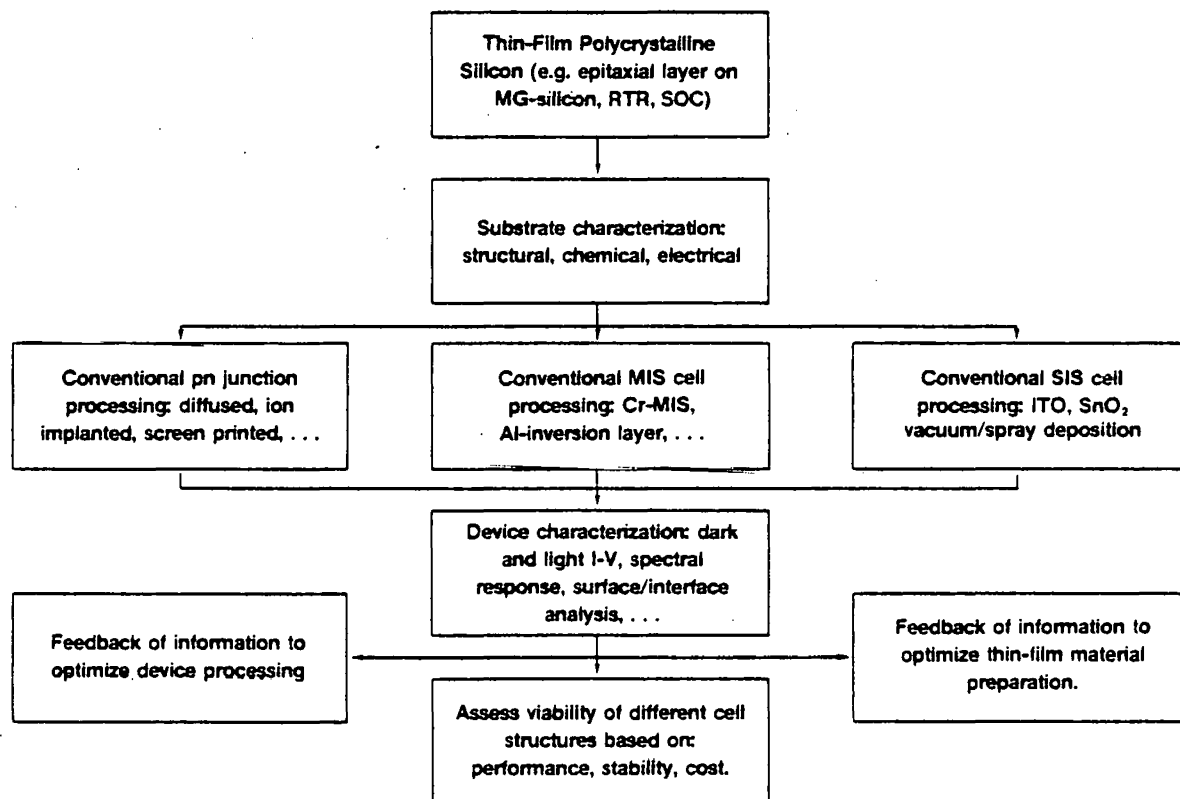 Thin-Film Polycrystalline
Silicon (e.g. epitaxial layer on
MG-silicon, RTR, SOC)
Substrate characterization:
structural, chemical, electrical
Conventional pn junction
processing: diffused, ion
implanted, screen printed, . . .
Conventional MIS cell
processing: Cr-MIS,
Al-inversion layer, . . .
Conventional SIS cell
processing: ITO, SnO₂
vacuum/spray deposition
Device characterization: dark
and light I-V, spectral
response, surface/interface
analysis, . . .
Feedback of information to
optimize device processing
Feedback of information to
optimize thin-film material
preparation.
Assess viability of different cell
structures based on:
performance, stability, cost.